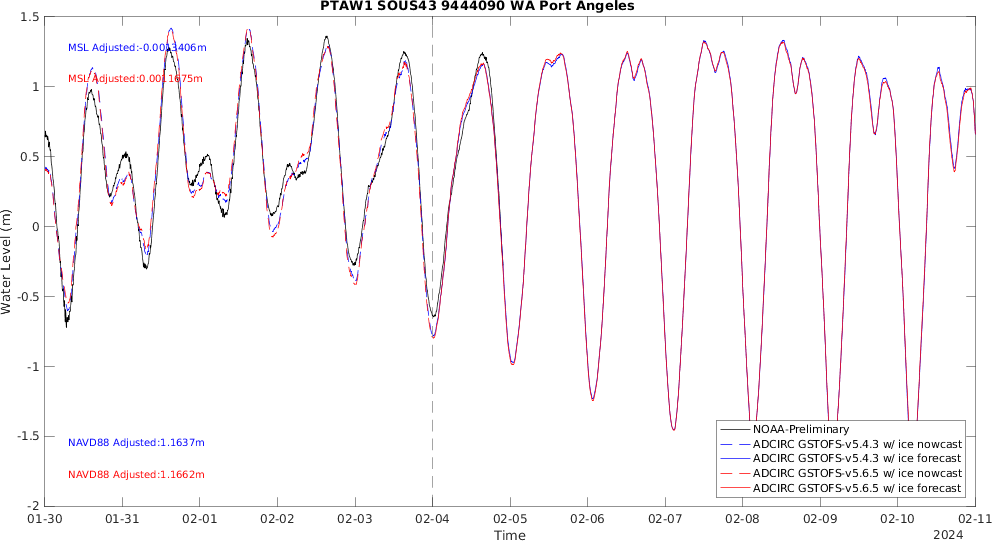 PTAW1 SOUS43 9444090 WA Port Angeles
1.5
1
0.5
0
-0.5
-1
-1.5
-2
Water Level (m)
MSL Adjusted:-0.0013406m
MSL Adjusted:0.0011675m
NAVD88 Adjusted:1.1637m
NAVD88 Adjusted:1.1662m
NOAA-Preliminary
ADCIRC GSTOFS-v5.4.3 w/ ice nowcast
ADCIRC GSTOFS-v5.4.3 w/ ice forecast
ADCIRC GSTOFS-v5.6.5 w/ ice nowcast
ADCIRC GSTOFS-v5.6.5 w/ ice forecast
01-30 01-31 02-01 02-02 02-03 02-04 02-05 02-06 02-07 02-08 02-09 02-10 02-11
Time
2024